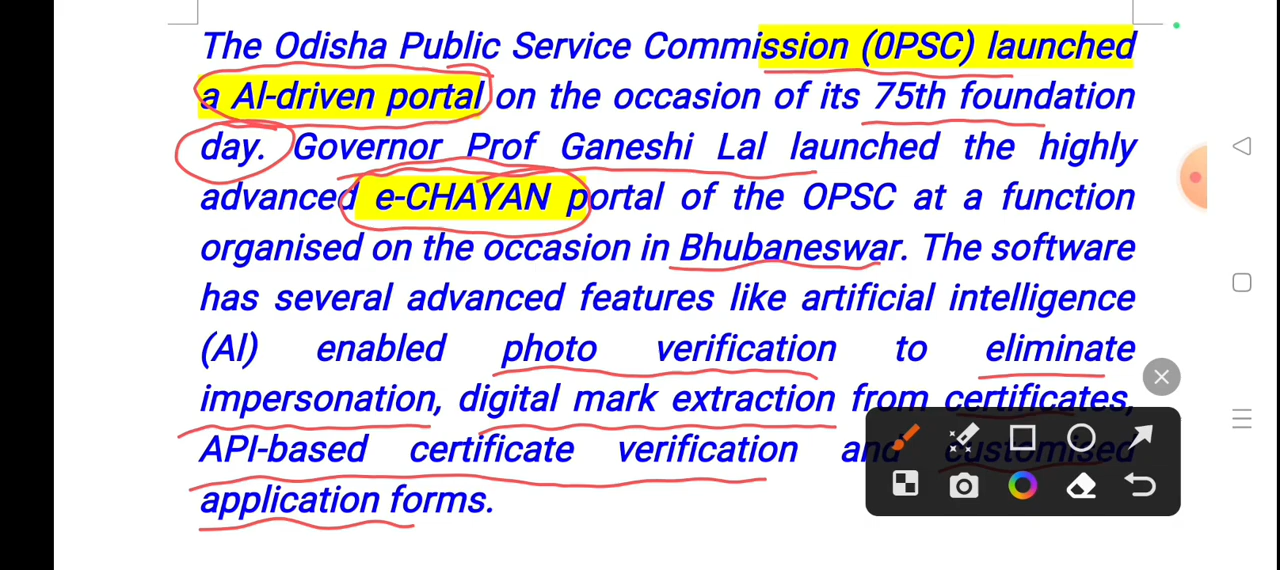 The Odisha Public Service Commission (0PSC) launched
a Al-driven portal on the occasion of its 75th foundation
day. Governor Prof Ganeshi Lal launched the highly
advanced e-CHAYAN portal of the OPSC at a function
organised on the occasion in Bhubaneswar. The software
has several advanced features like artificial intelligence
(Al) enabled photo verification to eliminate
impersonation, digital mark extraction from certificates,
API-based certificate verification and customised
application forms.